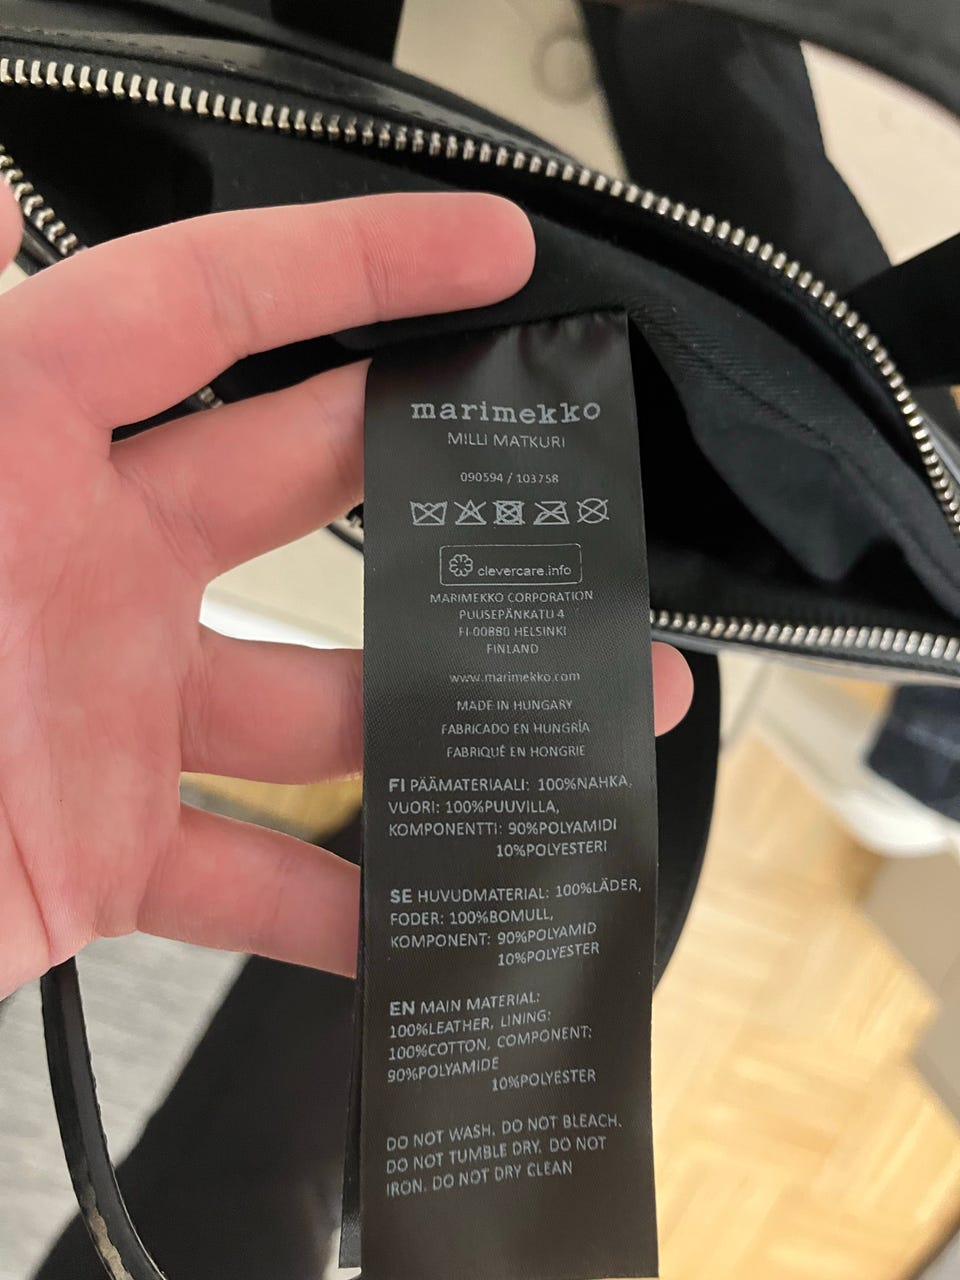 marimekko
MILLI MATKURI
090594 / 103758
clevercare.info
MARIMEKKO CORPORATION
PUUSEPÄNKATU 4
FI-00880 HELSINKI
FINLAND
www.marimekko.com
MADE IN HUNGARY
FABRICADO EN HUNGRÍA
FABRIQUÉ EN HONGRIE
FI PÄÄMATERIAALI: 100%NAHKA,
VUORI: 100%PUUVILLA,
KOMPONENTTI: 90%POLYAMIDI
10%POLYESTERI
SE HUVUDMATERIAL: 100%LÄDER,
FODER: 100%BOMULL,
KOMPONENT: 90%POLYAMID
10%POLYESTER
EN MAIN MATERIAL:
100%LEATHER, LINING:
100%COTTON, COMPONENT:
90%POLYAMIDE
10%POLYESTER
DO NOT WASH. DO NOT BLEACH.
DO NOT TUMBLE DRY. DO NOT
IRON. DO NOT DRY CLEAN